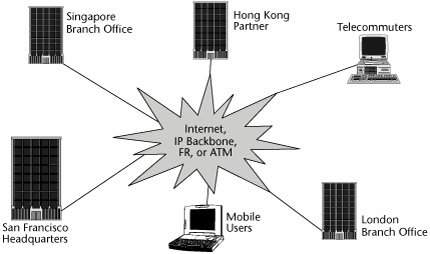 Singapore
Branch Office
Hong Kong
Partner
Telecommuters
Internet,
IP Backbone,
FR, or ATM
San Francisco
Headquarters
Mobile
Users
London
Branch Office